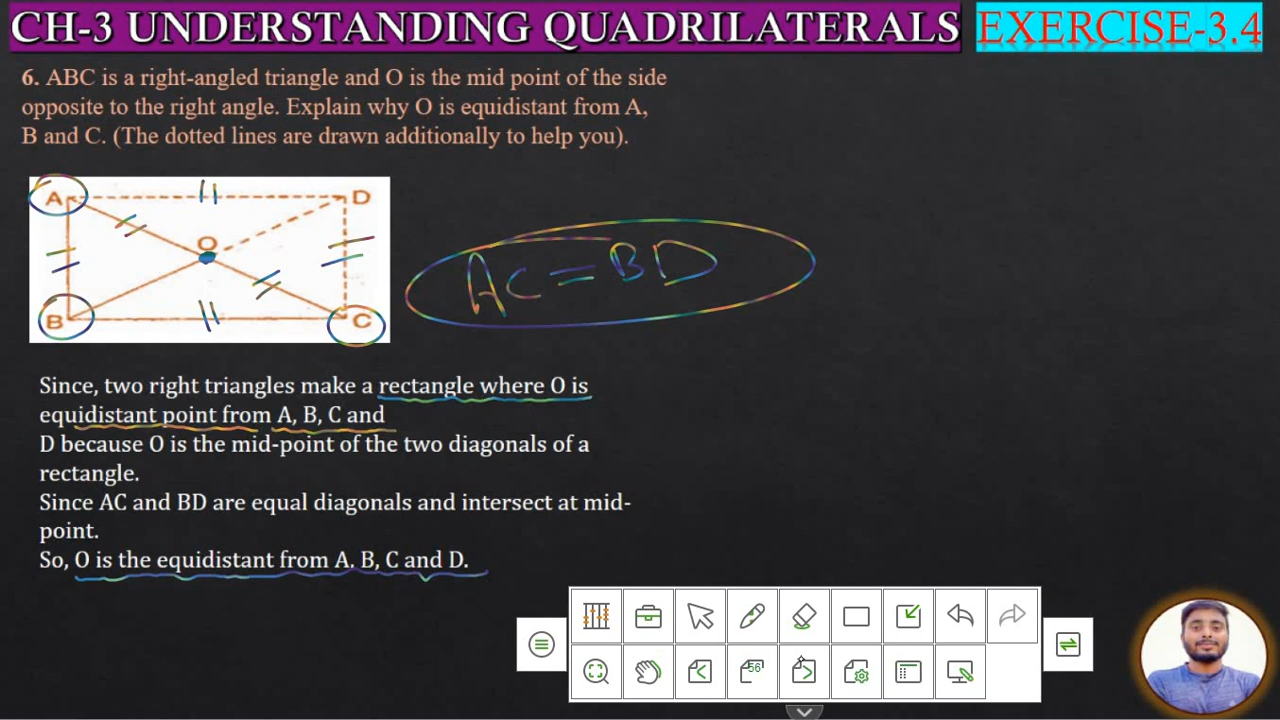 CH-3 UNDERSTANDING QUADRILATERALS EXERCISE-3.4
6. ABC is a right-angled triangle and O is the mid point of the side
opposite to the right angle. Explain why O is equidistant from A,
B and C. (The dotted lines are drawn additionally to help you).
A D
O
B C
AC=BD
Since, two right triangles make a rectangle where O is
equidistant point from A, B, C and
D because O is the mid-point of the two diagonals of a
rectangle.
Since AC and BD are equal diagonals and intersect at mid-
point.
So, O is the equidistant from A. B, C and D.
56